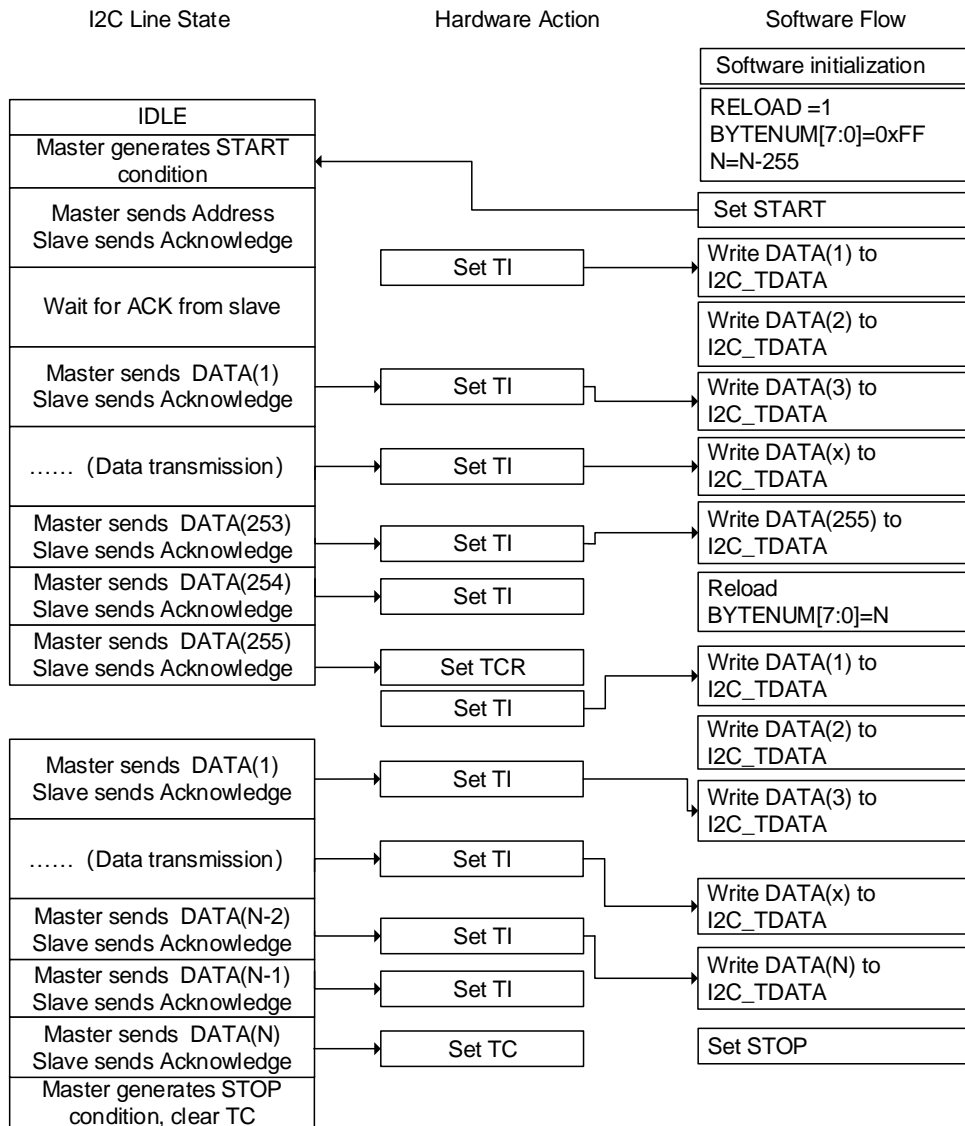 I2C Line State
Hardware Action
Software Flow
Software initialization
IDLE
RELOAD =1
BYTENUM[7:0]=0xFF
N=N-255
Master generates START
condition
Set START
Master sends Address
Slave sends Acknowledge
Set TI
Write DATA(1) to
I2C_TDATA
Wait for ACK from slave
Write DATA(2) to
I2C_TDATA
Master sends DATA(1)
Slave sends Acknowledge
Set TI
Write DATA(3) to
I2C_TDATA
…… (Data transmission)
Set TI
Write DATA(x) to
I2C_TDATA
Master sends DATA(253)
Slave sends Acknowledge
Set TI
Write DATA(255) to
I2C_TDATA
Master sends DATA(254)
Slave sends Acknowledge
Set TI
Reload
BYTENUM[7:0]=N
Master sends DATA(255)
Slave sends Acknowledge
Set TCR
Set TI
Write DATA(1) to
I2C_TDATA
Write DATA(2) to
I2C_TDATA
Master sends DATA(1)
Slave sends Acknowledge
Set TI
Write DATA(3) to
I2C_TDATA
…… (Data transmission)
Set TI
Write DATA(x) to
I2C_TDATA
Master sends DATA(N-2)
Slave sends Acknowledge
Set TI
Write DATA(N) to
I2C_TDATA
Master sends DATA(N-1)
Slave sends Acknowledge
Set TI
Master sends DATA(N)
Slave sends Acknowledge
Set TC
Set STOP
Master generates STOP
condition, clear TC